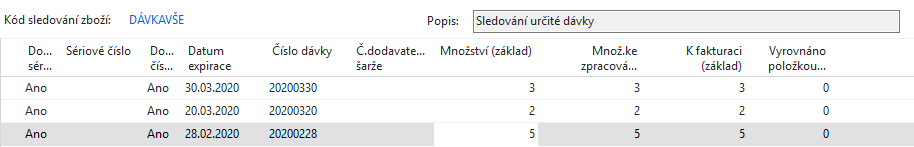 Kód sledování zboží: DÁVKAVŠE Popis: Sledování určité dávky
Do... Sériové číslo Do... Datum Číslo dávky Č.dodavate... Množství (základ) Množ.ke K fakturaci Vyrovnáno
sér... čís... expirace šarže zpracová... (základ) položkou...
Ano Ano 30.03.2020 20200330 3 3 3 0
Ano Ano 20.03.2020 20200320 2 2 2 0
Ano Ano 28.02.2020 20200228 5 5 5 0